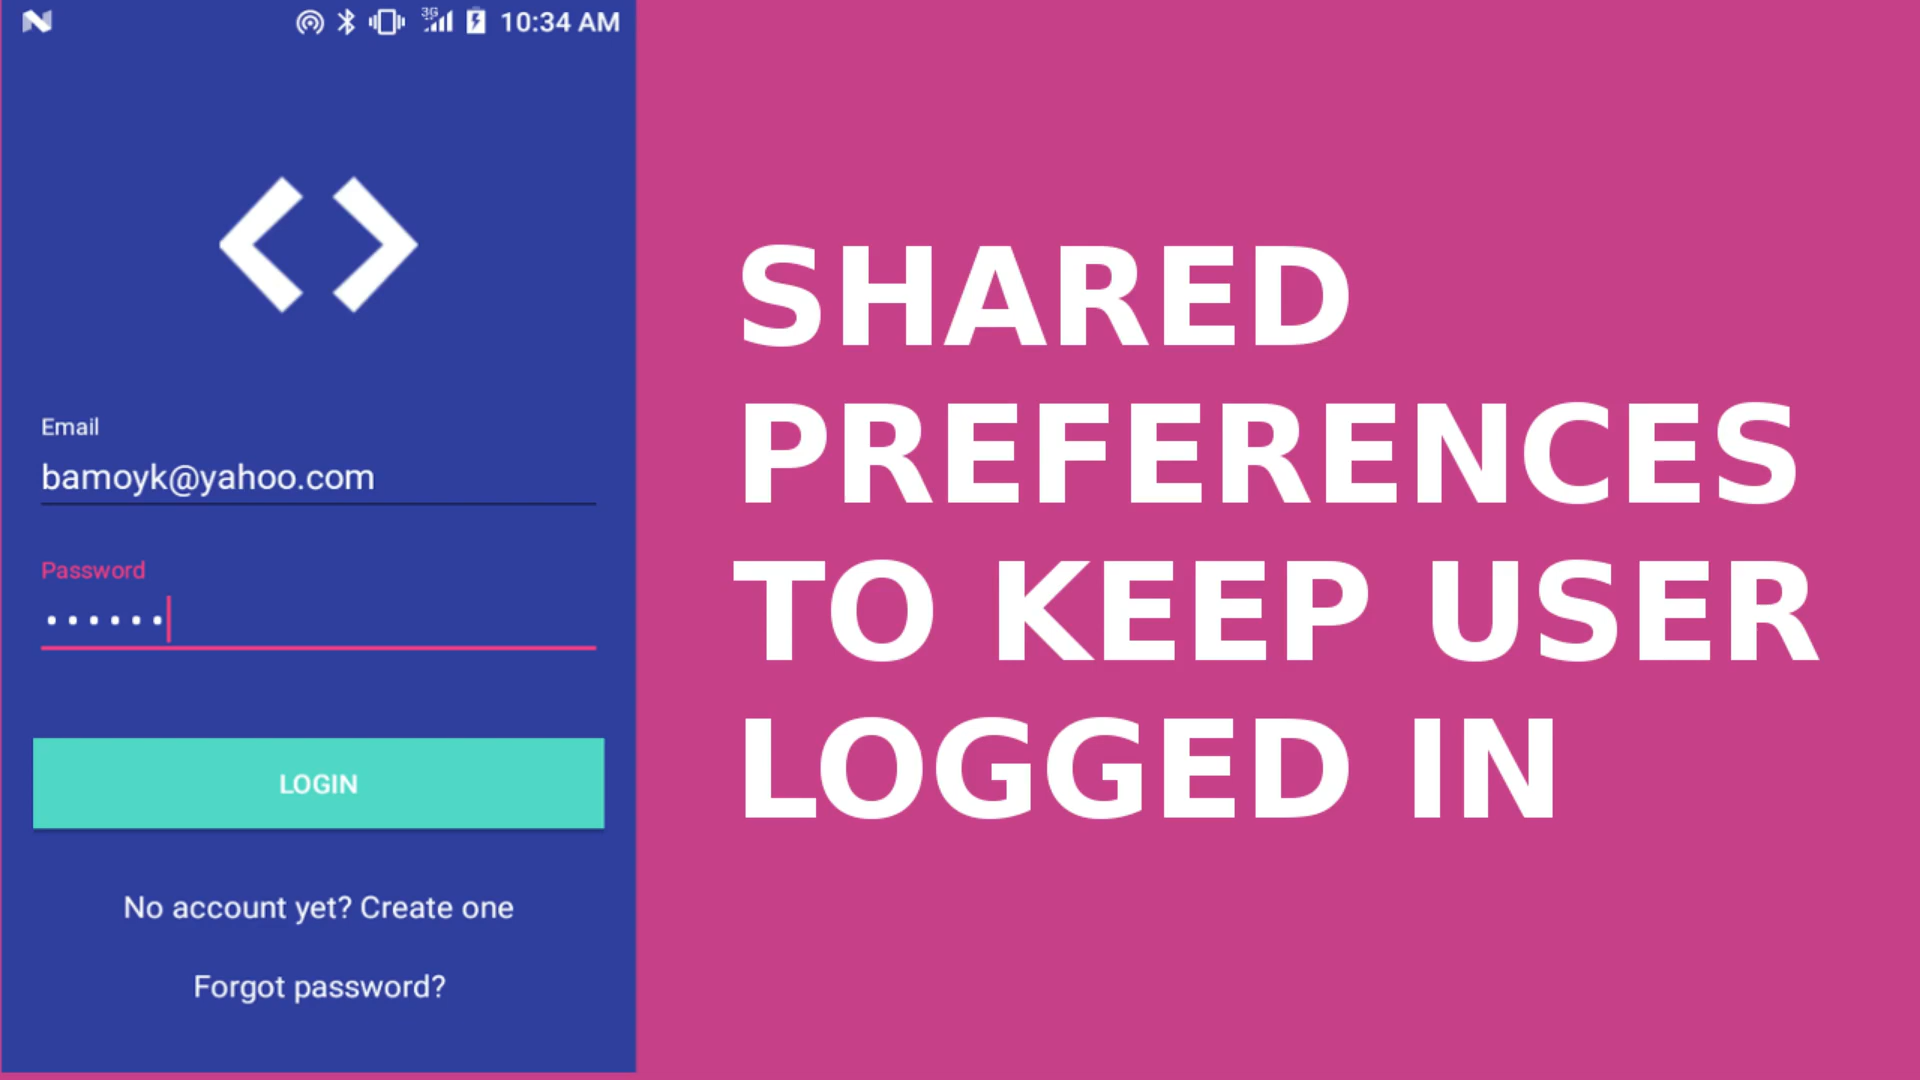 3G 10:34 AM
Email
bamoyk@yahoo.com
Password
LOGIN
No account yet? Create one
Forgot password?
SHARED
PREFERENCES
TO KEEP USER
LOGGED IN